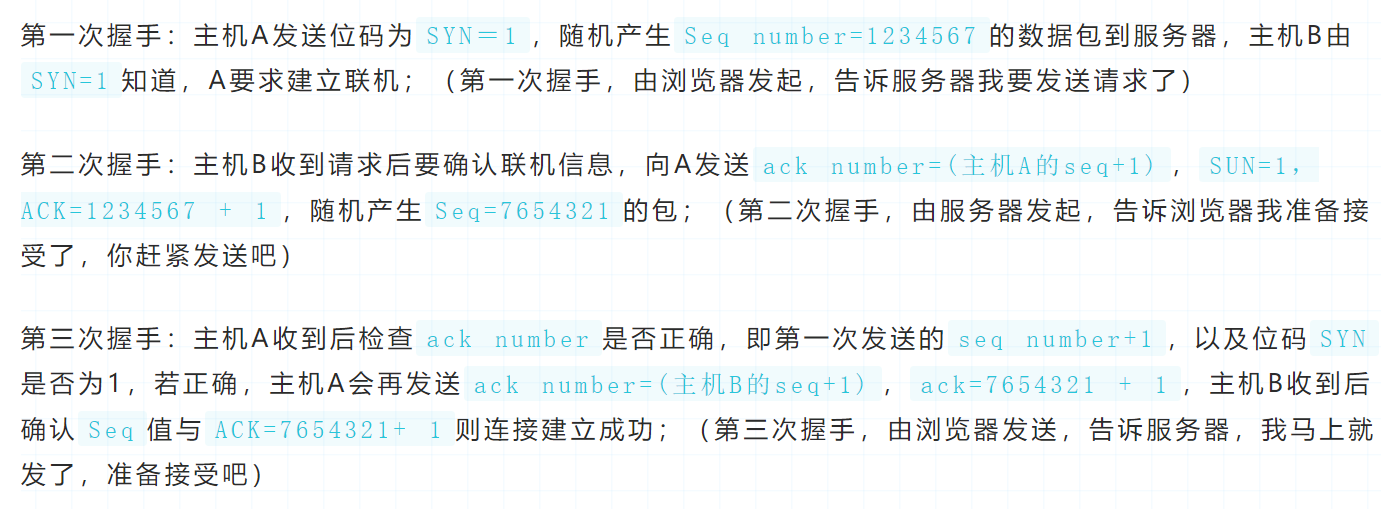 第一次握手：主机A发送位码为 SYN＝1 ，随机产生 Seq number=1234567 的数据包到服务器，主机B由
SYN=1 知道，A要求建立联机；（第一次握手，由浏览器发起，告诉服务器我要发送请求了）
第二次握手：主机B收到请求后要确认联机信息，向A发送 ack number=(主机A的seq+1) ， SUN=1，
ACK=1234567 + 1 ，随机产生 Seq=7654321 的包；（第二次握手，由服务器发起，告诉浏览器我准备接
受了，你赶紧发送吧）
第三次握手：主机A收到后检查 ack number 是否正确，即第一次发送的 seq number+1 ，以及位码 SYN
是否为1，若正确，主机A会再发送 ack number=(主机B的seq+1) ， ack=7654321 + 1 ，主机B收到后
确认 Seq 值与 ACK=7654321+ 1 则连接建立成功；（第三次握手，由浏览器发送，告诉服务器，我马上就
发了，准备接受吧）